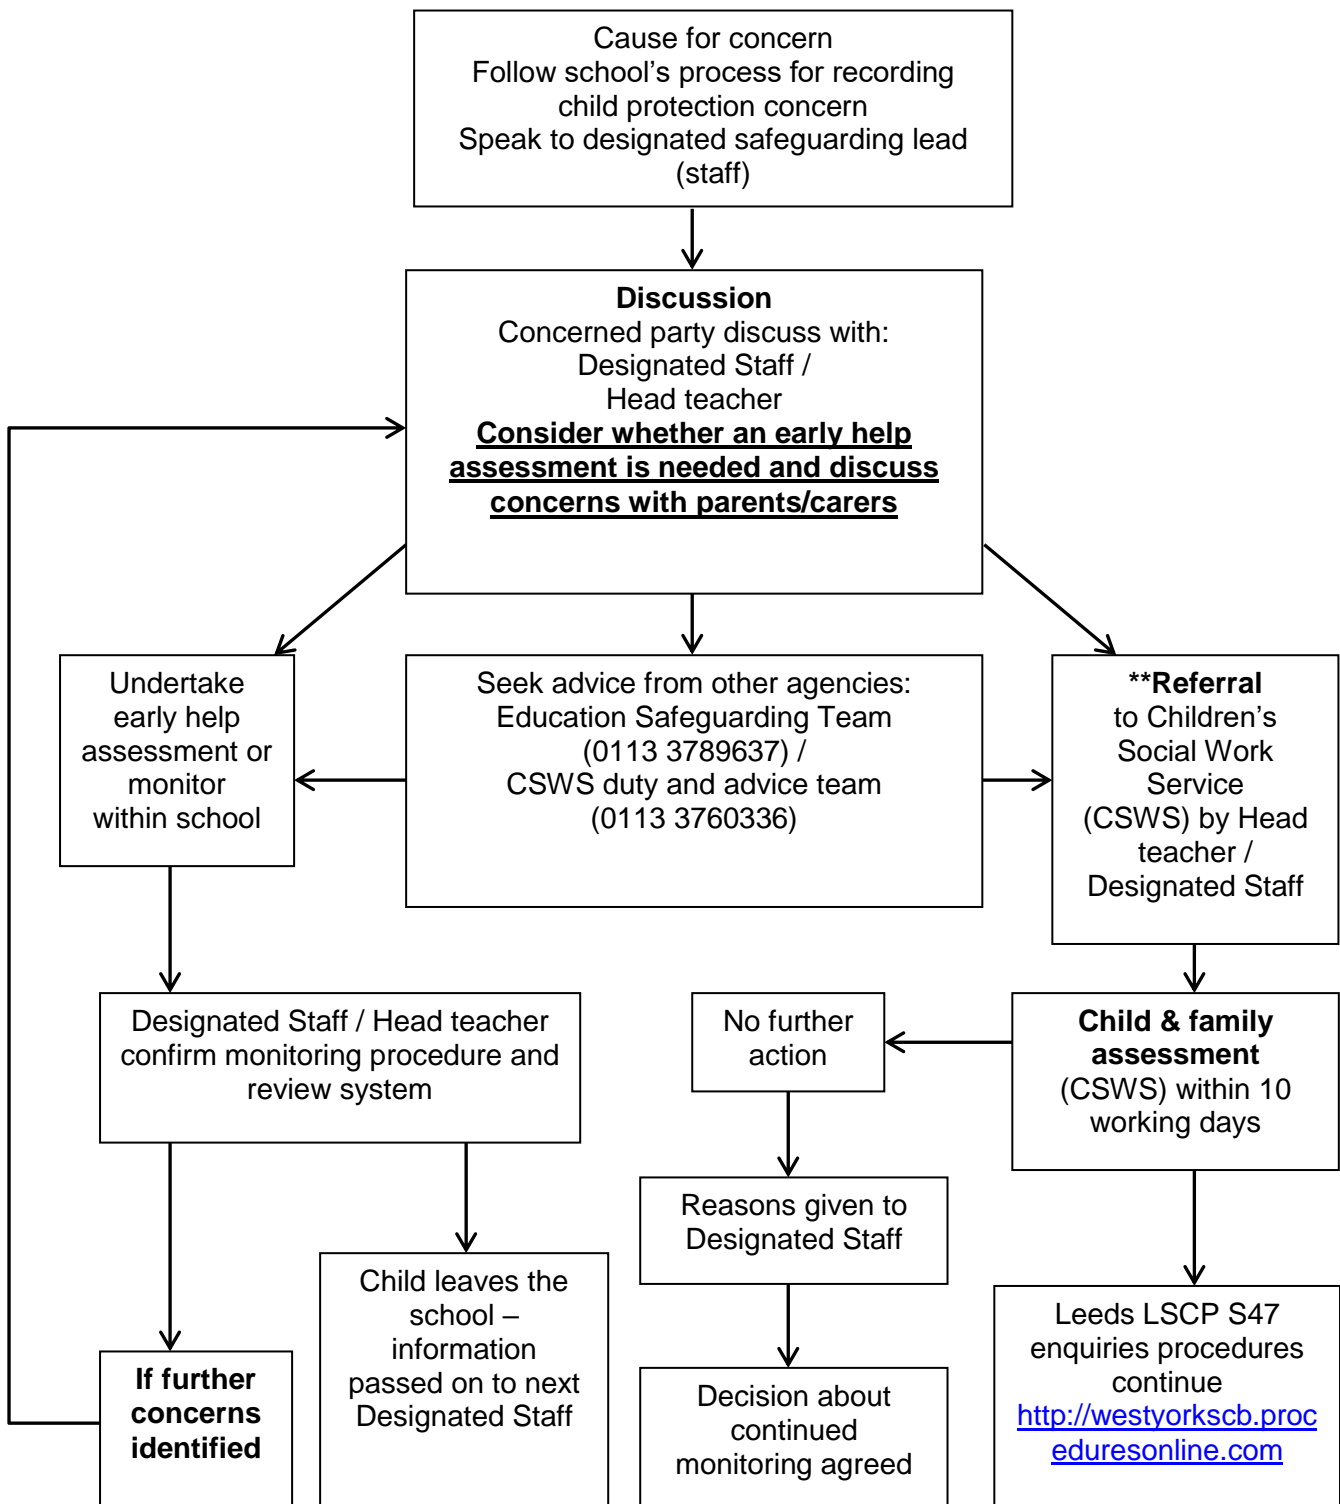 Cause for concern
Follow school’s process for recording
child protection concern
Speak to designated safeguarding lead
(staff)
Discussion
Concerned party discuss with:
Designated Staff /
Head teacher
Consider whether an early help
assessment is needed and discuss
concerns with parents/carers
Undertake
early help
assessment or
monitor
within school
Seek advice from other agencies:
Education Safeguarding Team
(0113 3789637) /
CSWS duty and advice team
(0113 3760336)
**Referral
to Children’s
Social Work
Service
(CSWS) by Head
teacher /
Designated Staff
Designated Staff / Head teacher
confirm monitoring procedure and
review system
No further
action
Child & family
assessment
(CSWS) within 10
working days
Reasons given to
Designated Staff
If further
concerns
identified
Child leaves the
school –
information
passed on to next
Designated Staff
Decision about
continued
monitoring agreed
Leeds LSCP S47
enquiries procedures
continue
http://westyorkscb.proc
eduresonline.com